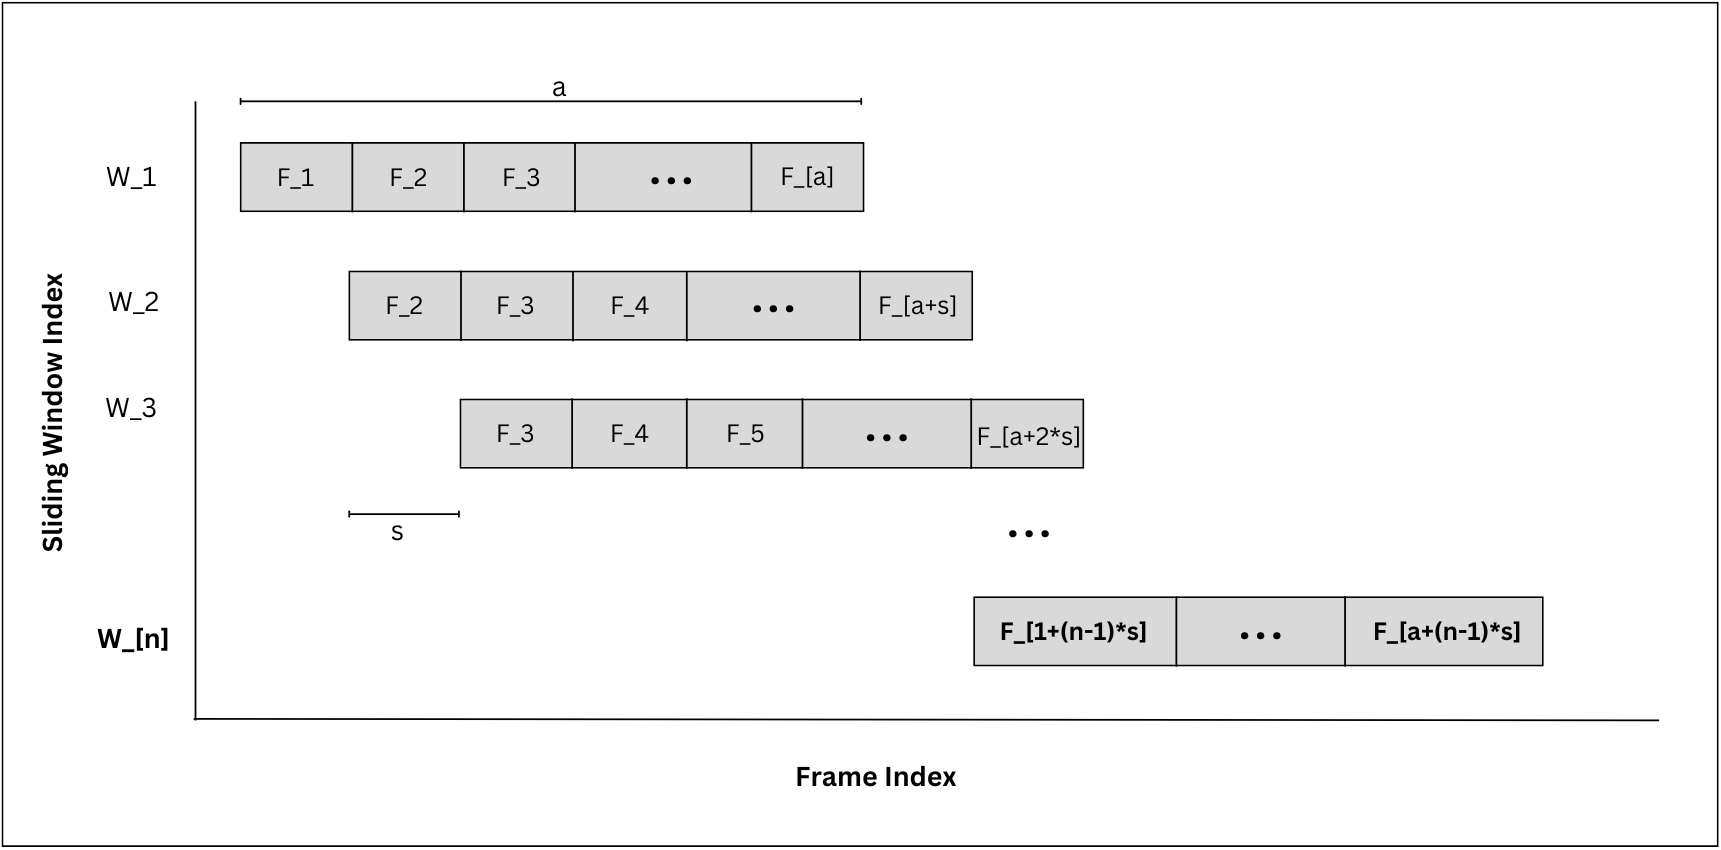 a
W_1
F_1 F_2 F_3 ••• F_[a]
W_2
F_2 F_3 F_4 ••• F_[a+s]
W_3
F_3 F_4 F_5 ••• F_[a+2*s]
s
•••
W_[n]
F_[1+(n-1)*s] ••• F_[a+(n-1)*s]
Sliding Window Index
Frame Index